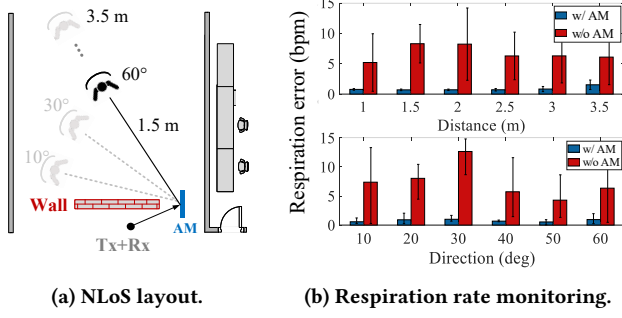 3.5 m
60°
30°
1.5 m
10°
Wall
AM
Tx+Rx
(a) NLoS layout.
Respiration error (bpm)
15
10
5
0
w/ AM
w/o AM
1 1.5 2 2.5 3 3.5
Distance (m)
15
10
5
0
w/ AM
w/o AM
10 20 30 40 50 60
Direction (deg)
(b) Respiration rate monitoring.